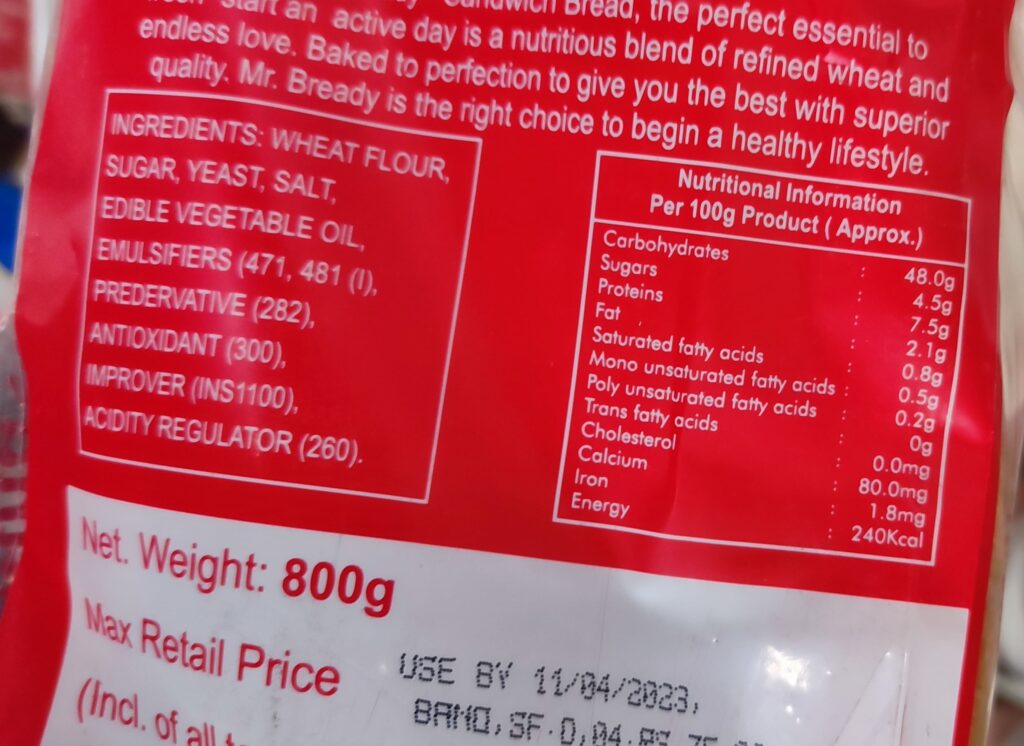 Sandwich Bread, the perfect essential to
start an active day is a nutritious blend of refined wheat and
endless love. Baked to perfection to give you the best with superior
quality. Mr. Bready is the right choice to begin a healthy lifestyle.
INGREDIENTS: WHEAT FLOUR,
SUGAR, YEAST, SALT,
EDIBLE VEGETABLE OIL,
EMULSIFIERS (471, 481 (I),
PREDERVATIVE (282),
ANTIOXIDANT (300),
IMPROVER (INS1100),
ACIDITY REGULATOR (260).
Nutritional Information
Per 100g Product ( Approx.)
Carbohydrates : 48.0g
Sugars : 4.5g
Proteins : 7.5g
Fat : 2.1g
Saturated fatty acids : 0.8g
Mono unsaturated fatty acids : 0.5g
Poly unsaturated fatty acids : 0.2g
Trans fatty acids : 0g
Cholesterol : 0.0mg
Calcium : 80.0mg
Iron : 1.8mg
Energy : 240Kcal
Net. Weight: 800g
Max Retail Price
(Incl. of all
USE BY 11/04/2023,